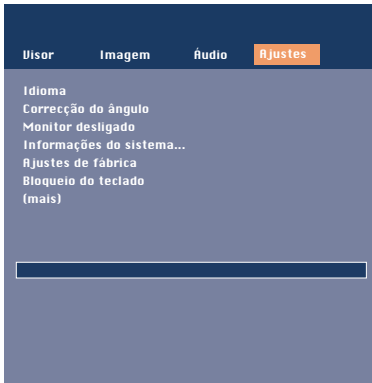 Visor Imagem Áudio Ajustes
Idioma
Correcção do ângulo
Monitor desligado
Informações do sistema...
Ajustes de fábrica
Bloqueio do teclado
(mais)